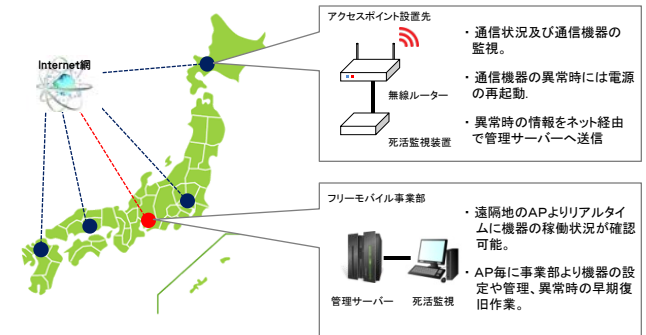 Internet網
アクセスポイント設置先
・ 通信状況及び通信機器の
監視。
・ 通信機器の異常時には電源
の再起動.
・ 異常時の情報をネット経由
で管理サーバーへ送信
無線ルーター
死活監視装置
フリーモバイル事業部
・ 遠隔地のＡＰよりリアルタイ
ムに機器の稼働状況が確認
可能。
・ ＡＰ毎に事業部より機器の設
定や管理、異常時の早期復
旧作業。
管理サーバー
死活監視